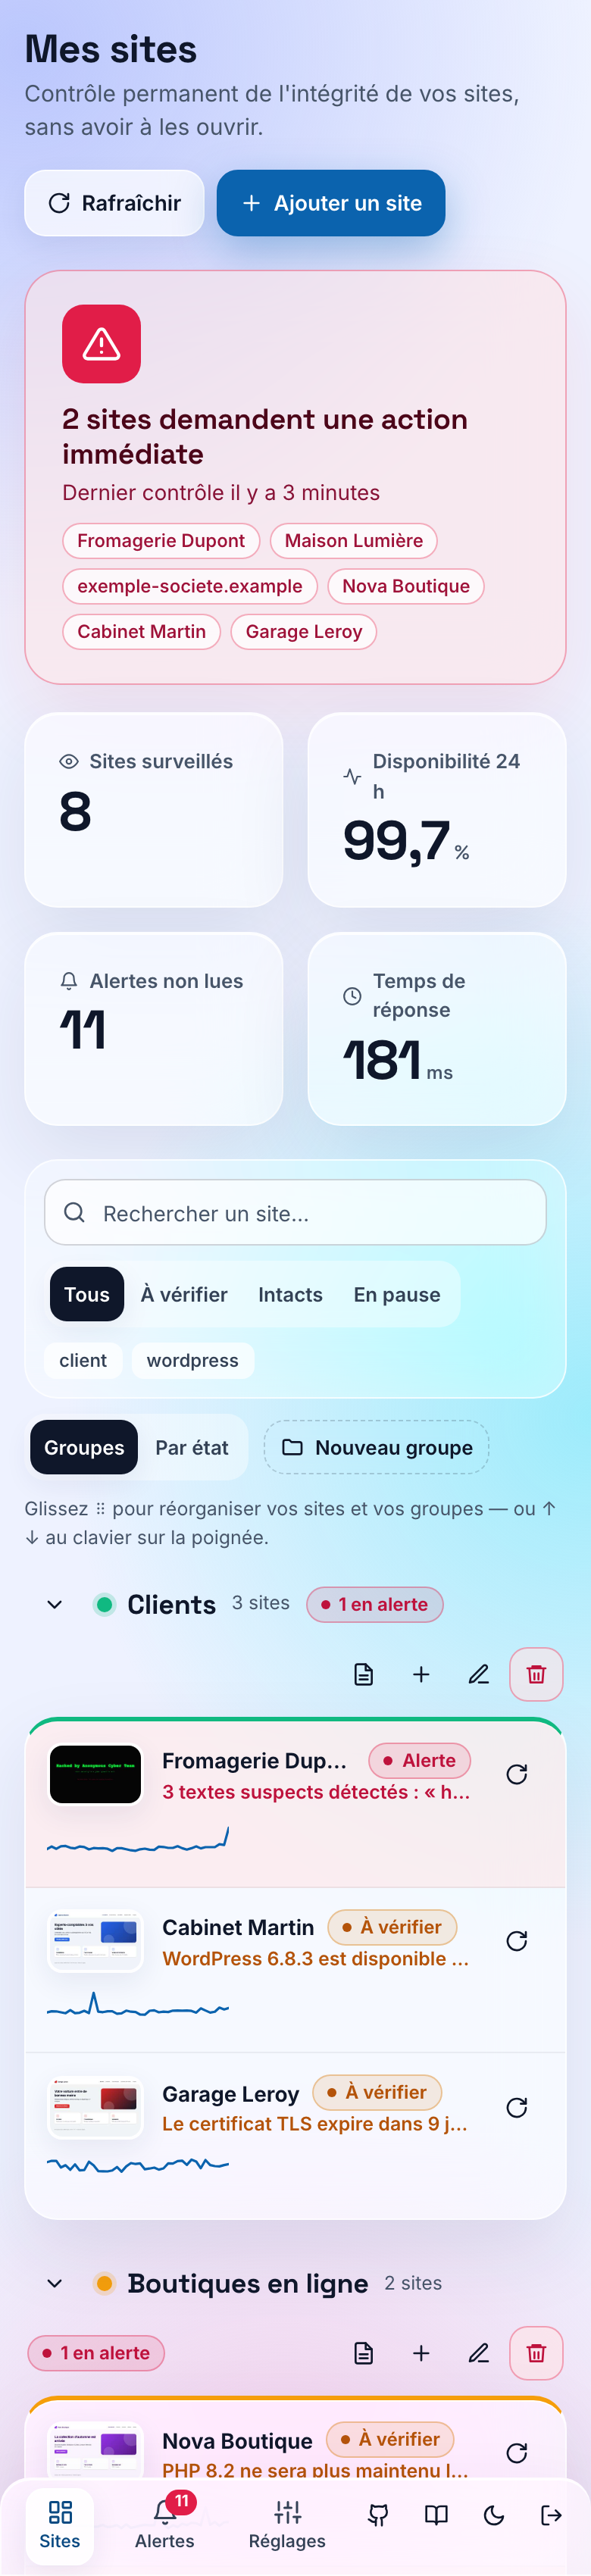 Mes sites
Contrôle permanent de l'intégrité de vos sites,
sans avoir à les ouvrir.
Rafraîchir
Ajouter un site
2 sites demandent une action
immédiate
Dernier contrôle il y a 3 minutes
Fromagerie Dupont
Maison Lumière
exemple-societe.example
Nova Boutique
Cabinet Martin
Garage Leroy
Sites surveillés
8
Disponibilité 24
h
99,7 %
Alertes non lues
11
Temps de
réponse
181 ms
Rechercher un site...
Tous
À vérifier
Intacts
En pause
client
wordpress
Groupes
Par état
Nouveau groupe
Glissez ⠿ pour réorganiser vos sites et vos groupes — ou ↑
↓ au clavier sur la poignée.
Clients
3 sites
1 en alerte
Hacked by Anonymous Cyber Team
Fromagerie Dup...
Alerte
3 textes suspects détectés : « h...
Cabinet Martin
À vérifier
WordPress 6.8.3 est disponible ...
Garage Leroy
À vérifier
Le certificat TLS expire dans 9 j...
Boutiques en ligne
2 sites
1 en alerte
Nova Boutique
À vérifier
PHP 8.2 ne sera plus maintenu l...
Sites
11
Alertes
Réglages